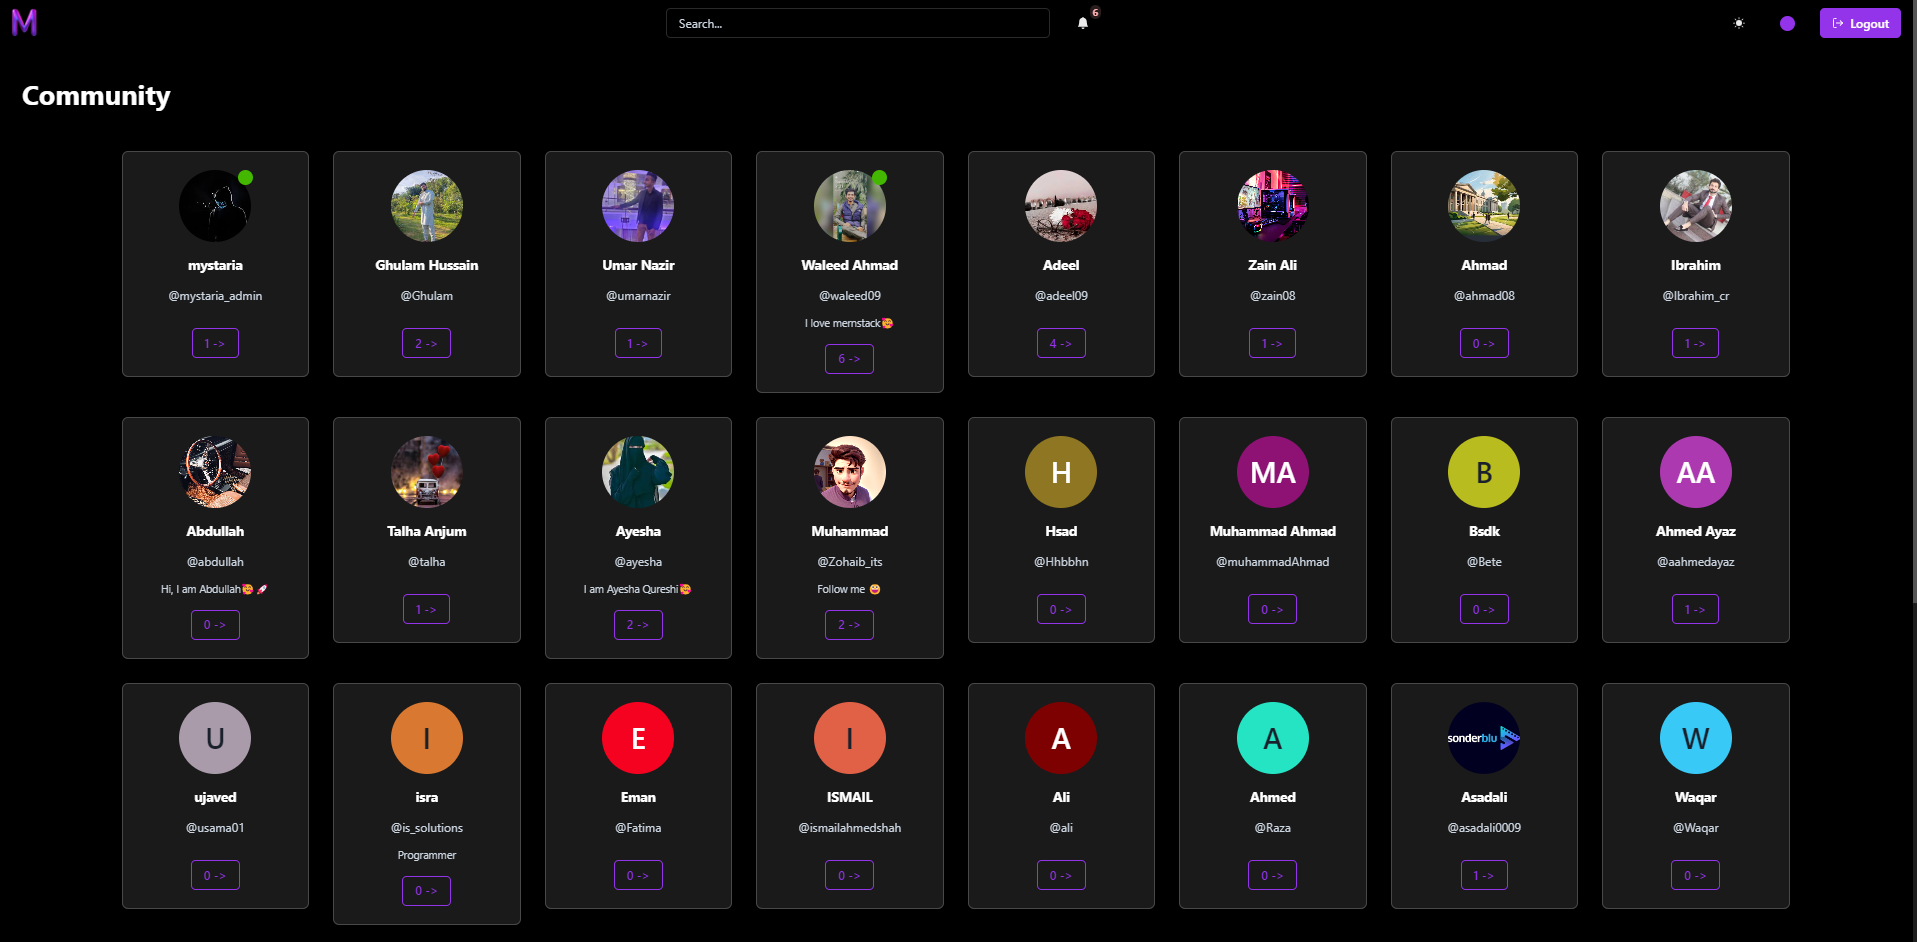 M
Search...
6
Logout
Community
mystaria
@mystaria_admin
1 ->
Ghulam Hussain
@Ghulam
2 ->
Umar Nazir
@umarnazir
1 ->
Waleed Ahmad
@waleed09
I love mernstack🥰
6 ->
Adeel
@adeel09
4 ->
Zain Ali
@zain08
1 ->
Ahmad
@ahmad08
0 ->
Ibrahim
@Ibrahim_cr
1 ->
Abdullah
@abdullah
Hi, I am Abdullah🥰 🚀
0 ->
Talha Anjum
@talha
1 ->
Ayesha
@ayesha
I am Ayesha Qureshi🥰
2 ->
Muhammad
@Zohaib_its
Follow me 😄
2 ->
H
Hsad
@Hhbbhn
0 ->
MA
Muhammad Ahmad
@muhammadAhmad
0 ->
B
Bsdk
@Bete
0 ->
AA
Ahmed Ayaz
@aahmedayaz
1 ->
U
ujaved
@usama01
0 ->
I
isra
@is_solutions
Programmer
0 ->
E
Eman
@Fatima
0 ->
I
ISMAIL
@ismailahmedshah
0 ->
A
Ali
@ali
0 ->
A
Ahmed
@Raza
0 ->
sonderblu
Asadali
@asadali0009
1 ->
W
Waqar
@Waqar
0 ->